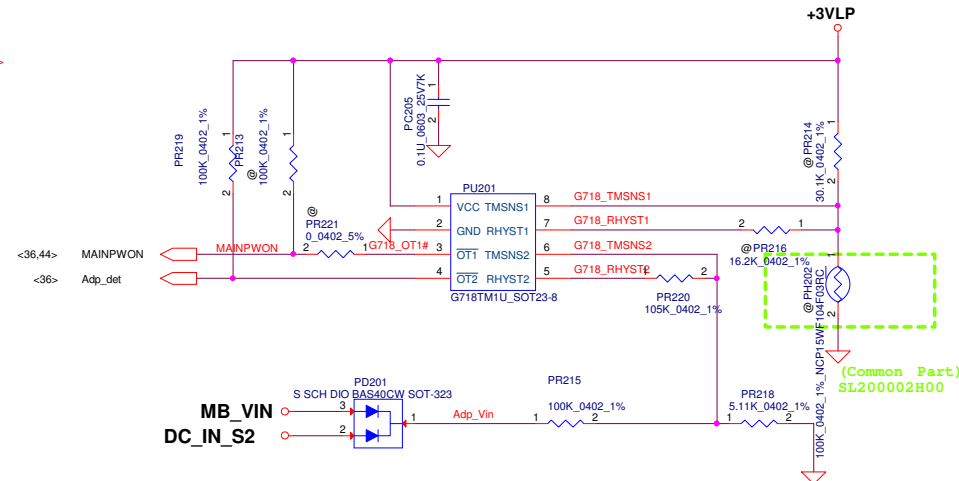 +3VLP
PR219
100K_0402_1%
PR213
@
100K_0402_1%
PC205
0.1U_0603_25V7K
1
2
1
2
1
2
@ PR214
30.1K_0402_1%
1
2
PU201
1
VCC
TMSNS1
8
G718_TMSNS1
2
GND
RHYST1
7
G718_RHYST1
3
OT1
TMSNS2
6
G718_TMSNS2
4
OT2
RHYST2
5
G718_RHYST2
G718TM1U_SOT23-8
@
PR221
0_0402_5%
2
1
G718_OT1#
<36,44>
MAINPWON
MAINPWON
<36>
Adp_det
2
1
@PR216
16.2K_0402_1%
1
2
PR220
105K_0402_1%
1
2
@PH202
100K_0402_1%_NCP15WF104F03RC
(Common Part)
SL200002H00
PD201
S SCH DIO BAS40CW SOT-323
MB_VIN
3
DC_IN_S2
2
1
Adp_Vin
PR215
1
100K_0402_1%
2
PR218
5.11K_0402_1%
1
2